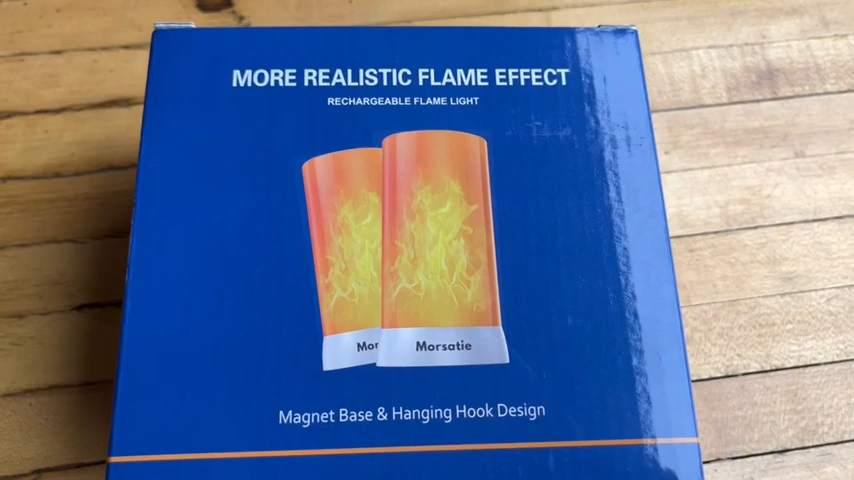 MORE REALISTIC FLAME EFFECT
RECHARGEABLE FLAME LIGHT
Mor
Morsatie
Magnet Base & Hanging Hook Design